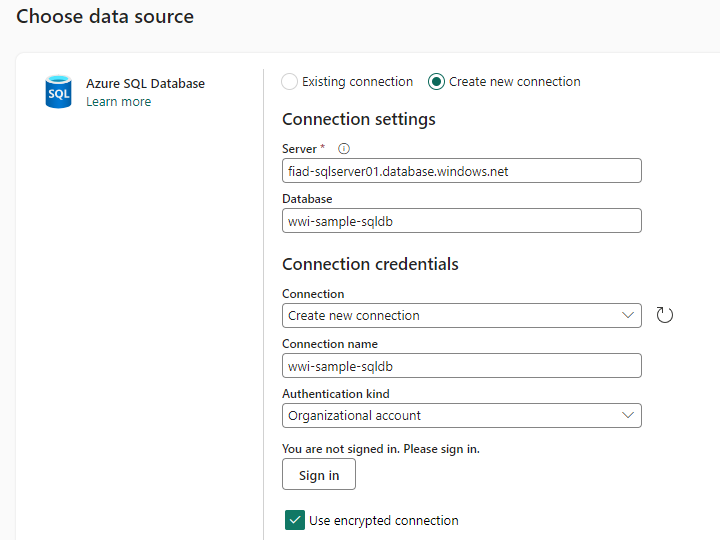 Choose data source
SQL
Azure SQL Database
Learn more
Existing connection
Create new connection
Connection settings
Server *
fiad-sqlserver01.database.windows.net
Database
wwi-sample-sqldb
Connection credentials
Connection
Create new connection
Connection name
wwi-sample-sqldb
Authentication kind
Organizational account
You are not signed in. Please sign in.
Sign in
Use encrypted connection